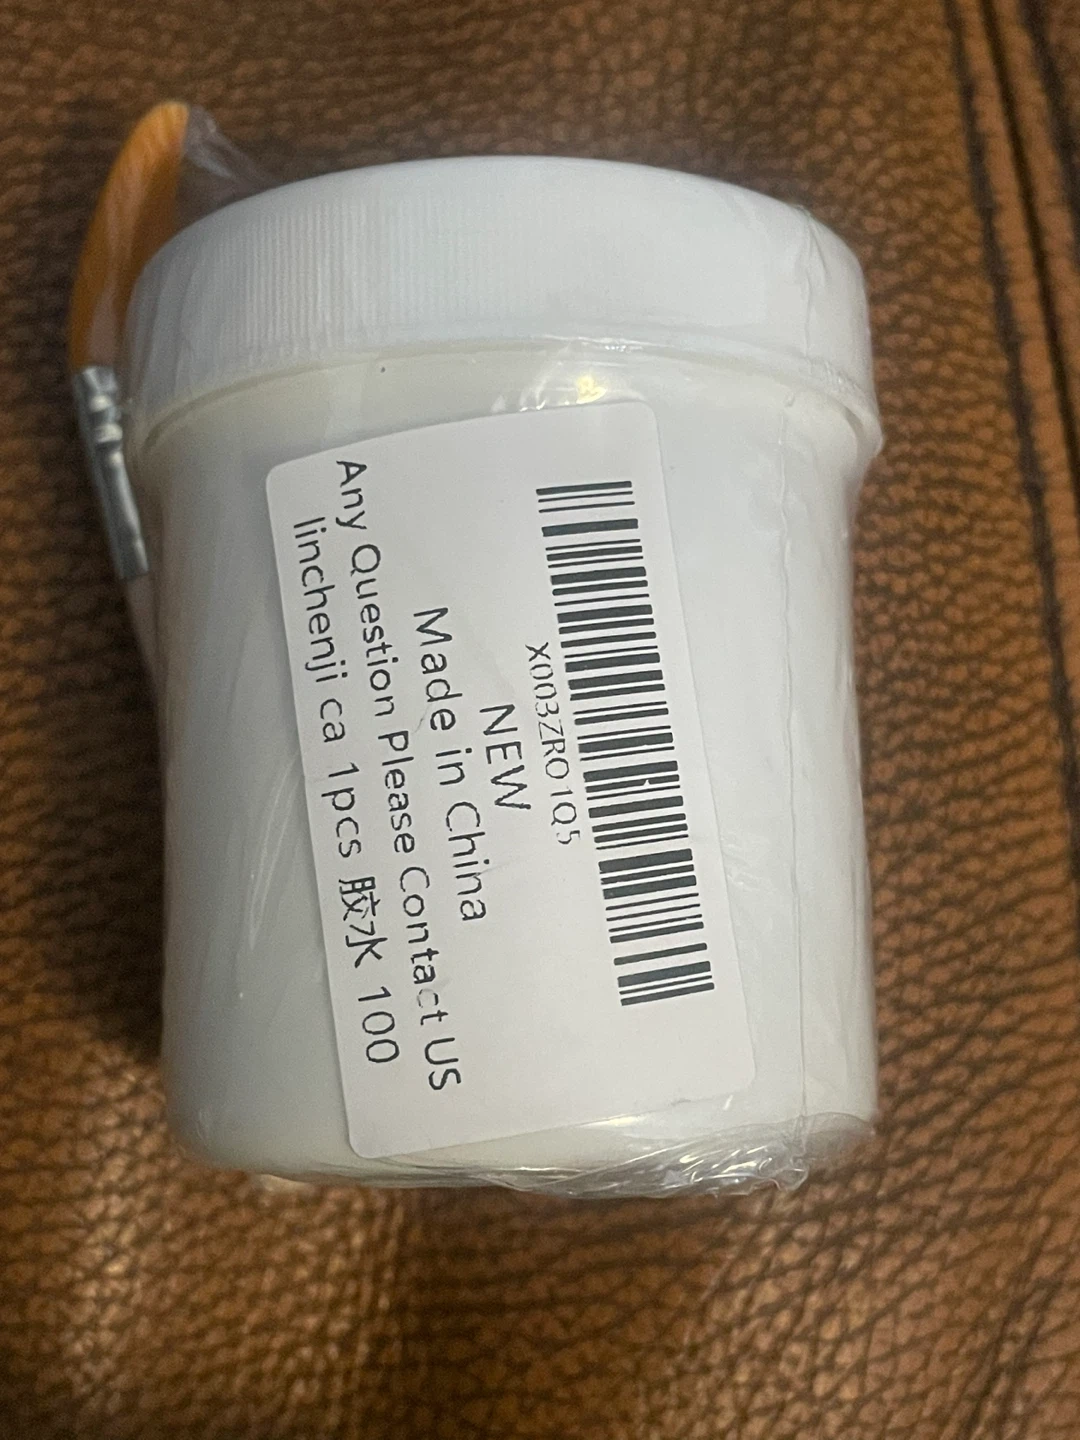 X003ZRO1Q5
NEW
Made in China
Any Question Please Contact US
linchenji ca 1pcs 胶水 100